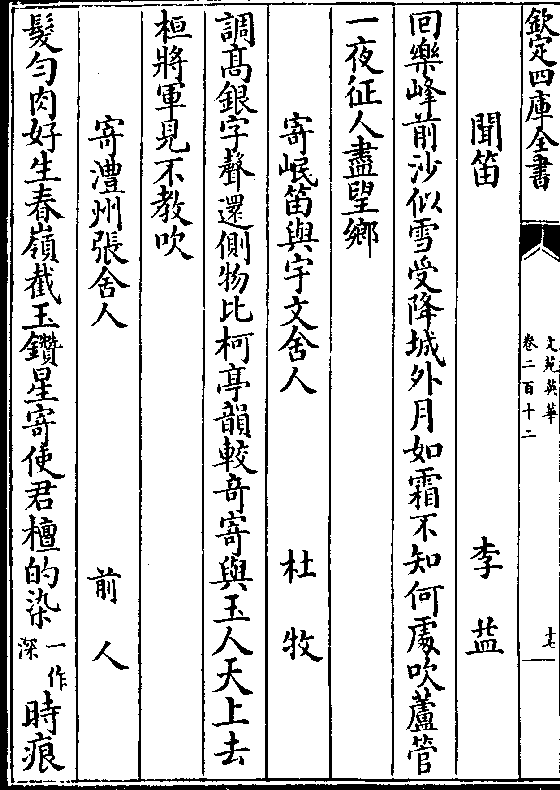 欽定四庫全書
文苑英華
卷二百十二
十七
聞笛 李益
回樂峰前沙似雪受降城外月如霜不知何處吹蘆管
一夜征人盡望鄉
寄岷笛與宇文舍人 杜牧
調髙銀字聲還側物比柯亭韻較竒寄與玉人天上去
桓將軍見不教吹
寄澧州張舍人 前人
髮勻肉好生春嶺截玉鑽星寄使君檀的染一作深時痕